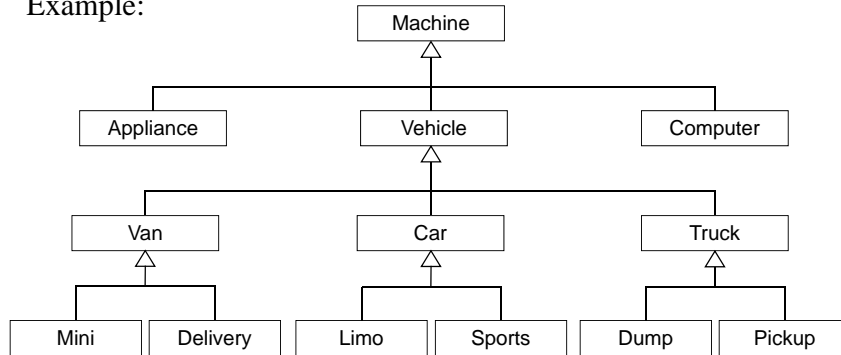 Example:
Machine
Appliance Vehicle Computer
Van Car Truck
Mini Delivery Limo Sports Dump Pickup